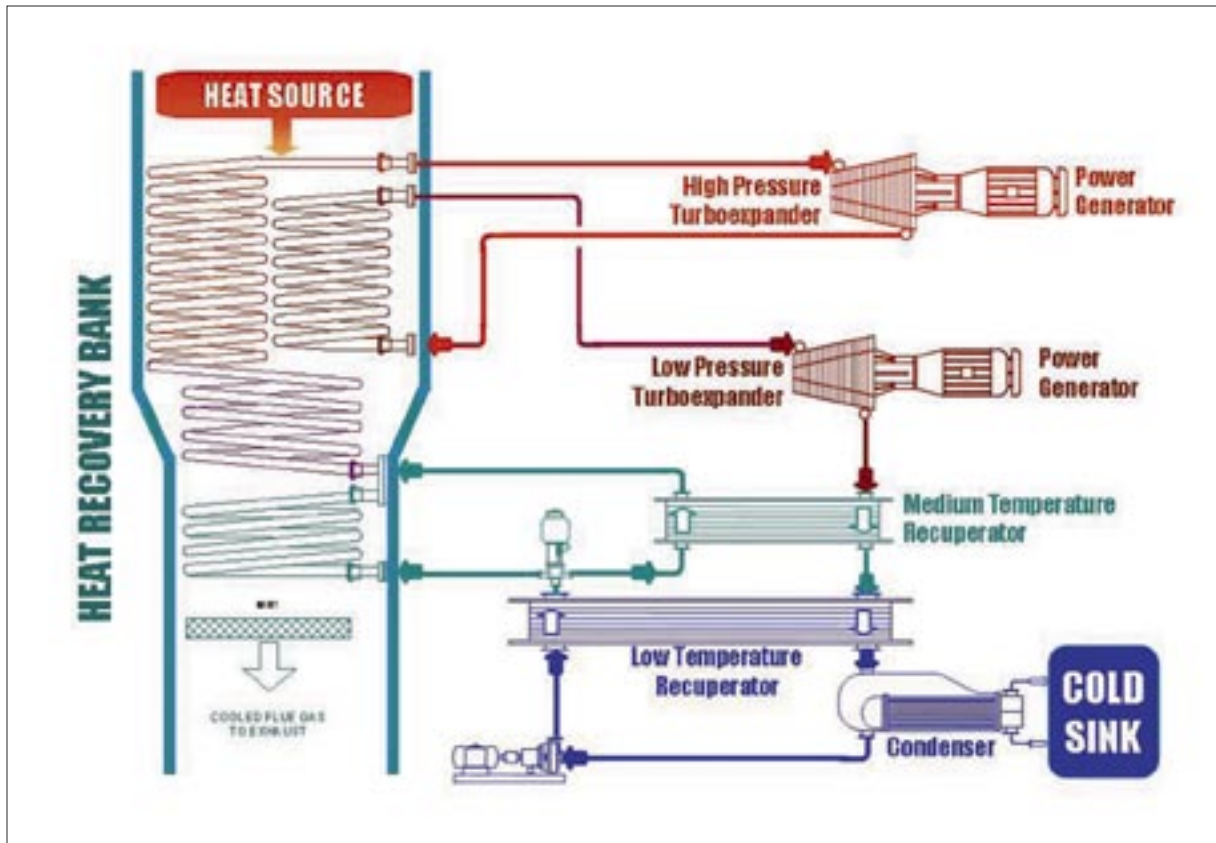 HEAT SOURCE
HEAT RECOVERY BANK
High Pressure
Turboexpander
Power
Generator
Low Pressure
Turboexpander
Power
Generator
Medium Temperature
Recuperator
Low Temperature
Recuperator
Condenser
COLD
SINK
COOLED FLUE GAS
TO EXHAUST